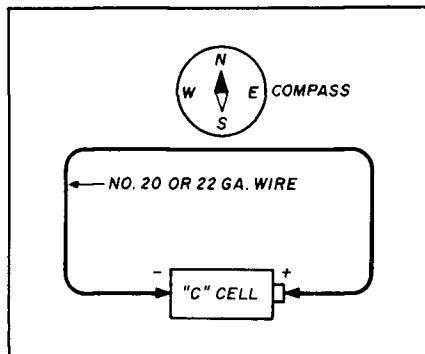 N
W E COMPASS
S
NO. 20 OR 22 GA. WIRE
- +
"C" CELL